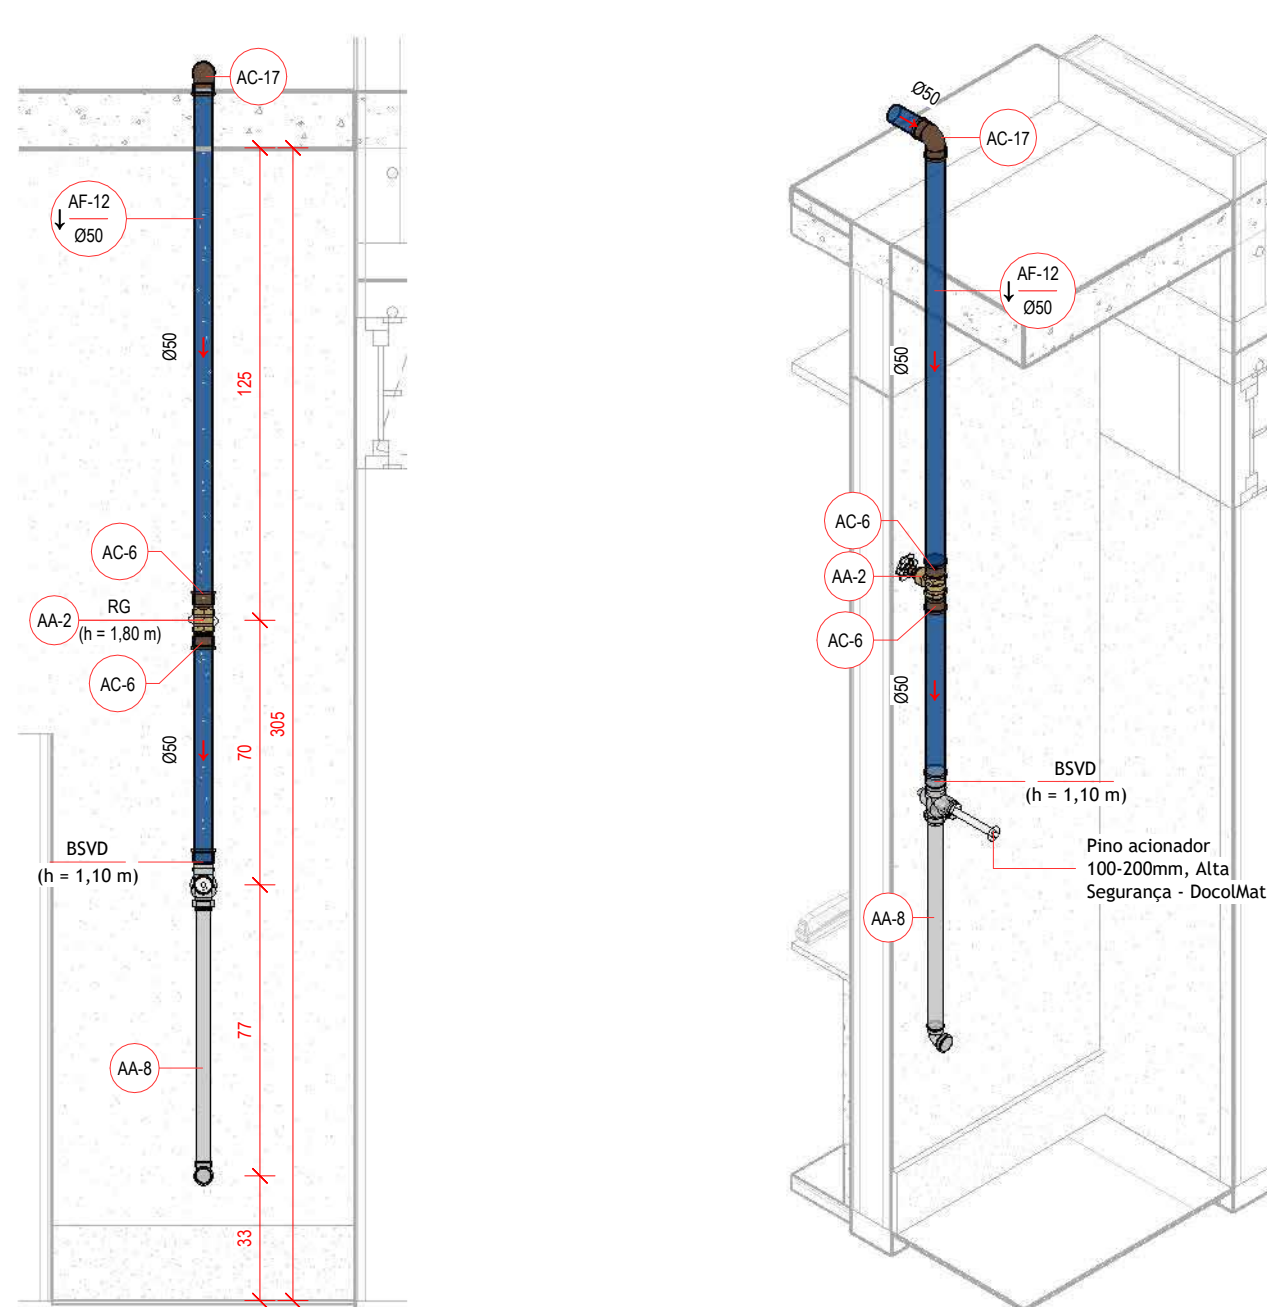 AC-17
AF-12
Ø50
Ø50
125
AC-6
AA-2
RG
(h = 1,80 m)
AC-6
305
70
Ø50
BSVD
(h = 1,10 m)
77
AA-8
33
Ø50
AC-17
AF-12
Ø50
Ø50
AC-6
AA-2
AC-6
Ø50
BSVD
(h = 1,10 m)
Pino acionador
100-200mm, Alta
Segurança - DocolMat
AA-8